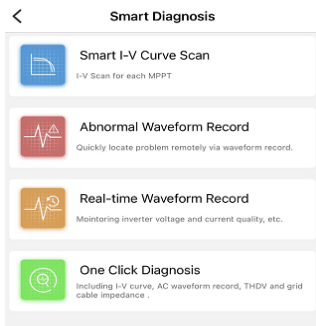 Smart Diagnosis
Smart I-V Curve Scan
I-V Scan for each MPPT
Abnormal Waveform Record
Quickly locate problem remotely via waveform record.
Real-time Waveform Record
Mointoring inverter voltage and current quality, etc.
One Click Diagnosis
Including I-V curve, AC waveform record, THDV and grid
cable impedance .